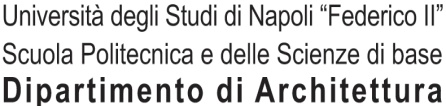 Università degli Studi di Napoli “Federico II”
Scuola Politecnica e delle Scienze di base
Dipartimento di Architettura